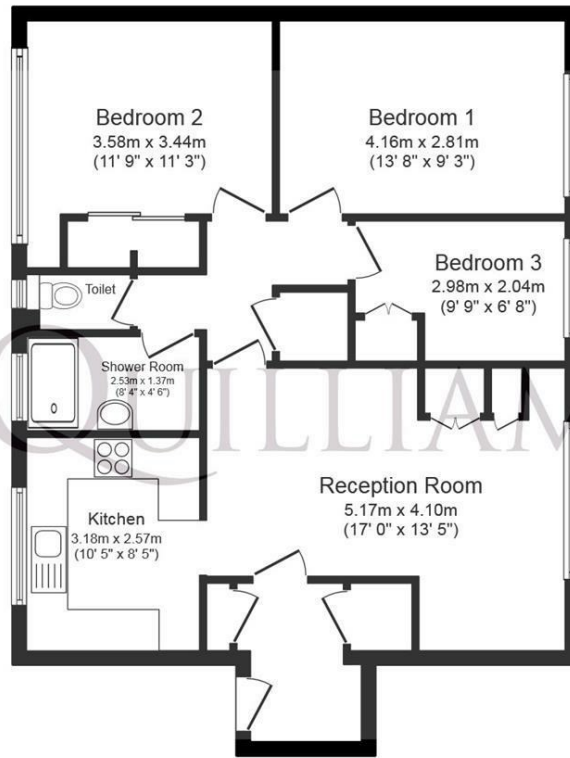 Bedroom 2
3.58m x 3.44m
(11' 9" x 11' 3")
Bedroom 1
4.16m x 2.81m
(13' 8" x 9' 3")
Bedroom 3
2.98m x 2.04m
(9' 9" x 6' 8")
Toilet
Shower Room
2.53m x 1.37m
(8' 4" x 4' 6")
QUILLIAM
Reception Room
5.17m x 4.10m
(17' 0" x 13' 5")
Kitchen
3.18m x 2.57m
(10' 5" x 8' 5")